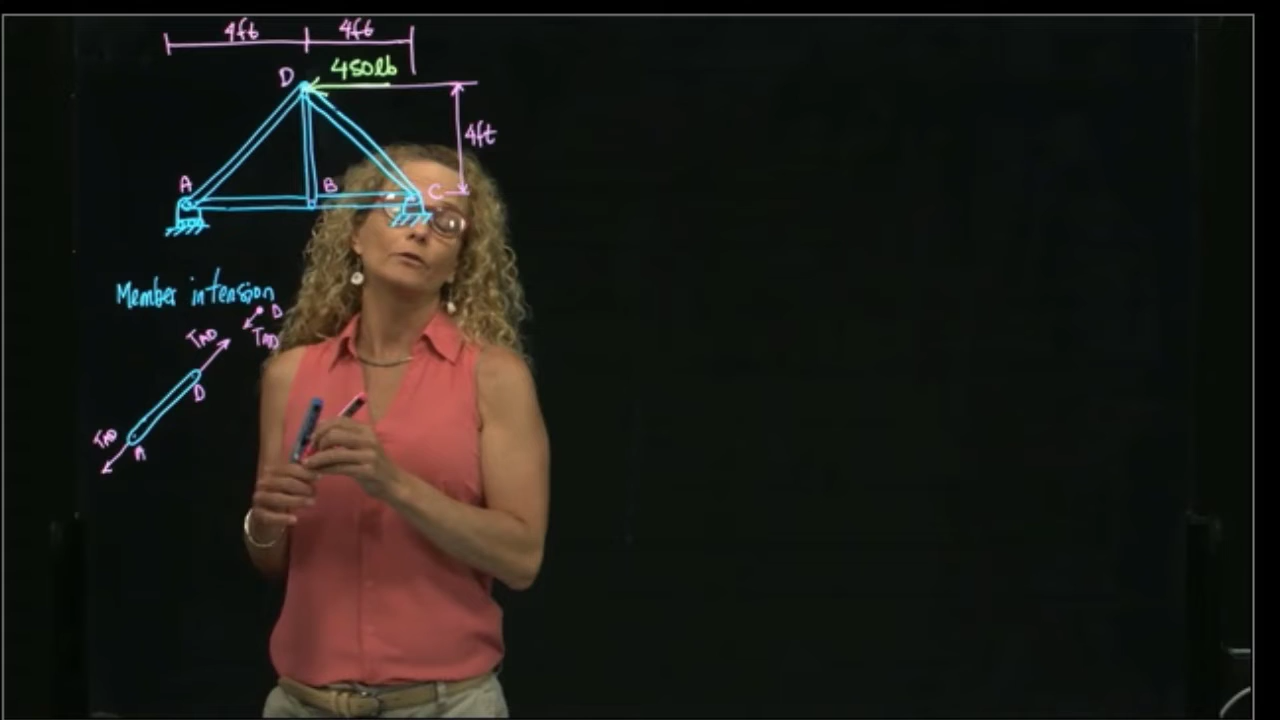 4ft 4ft
D 450lb
4ft
A B C
Member in tension
D
TAD TAD
D
TAD
A